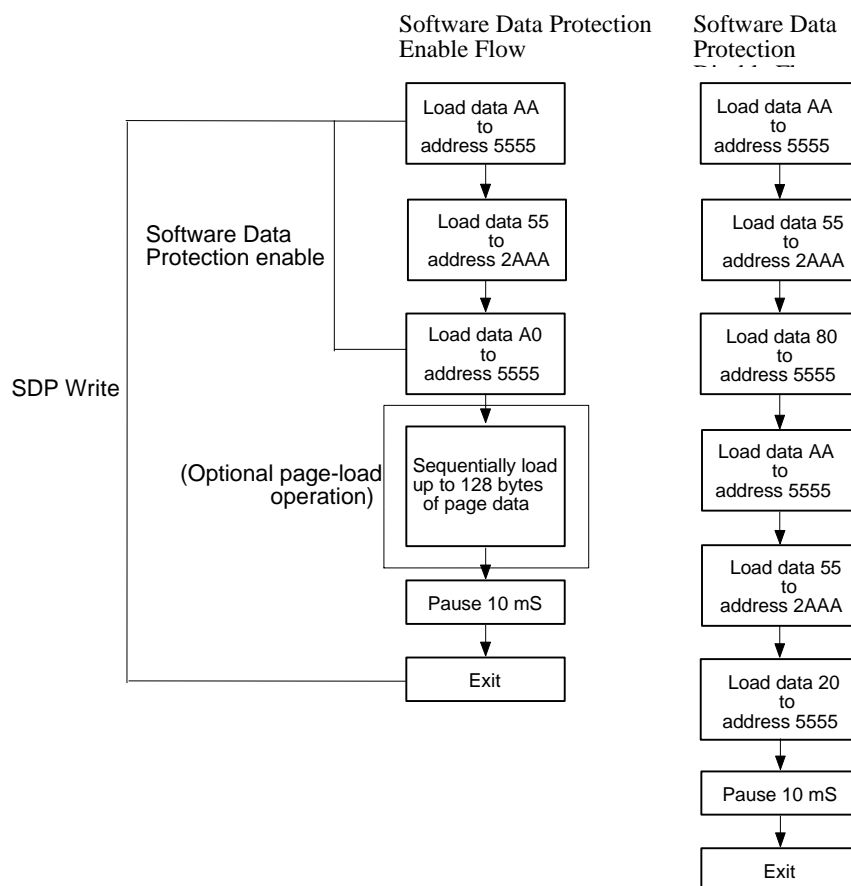 Software Data Protection
Enable Flow
Load data AA
to
address 5555
Load data 55
to
address 2AAA
Software Data
Protection enable
Load data A0
to
address 5555
SDP Write
(Optional page-load
operation)
Sequentially load
up to 128 bytes
of page data
Pause 10 mS
Exit
Software Data
Protection
Load data AA
to
address 5555
Load data 55
to
address 2AAA
Load data 80
to
address 5555
Load data AA
to
address 5555
Load data 55
to
address 2AAA
Load data 20
to
address 5555
Pause 10 mS
Exit